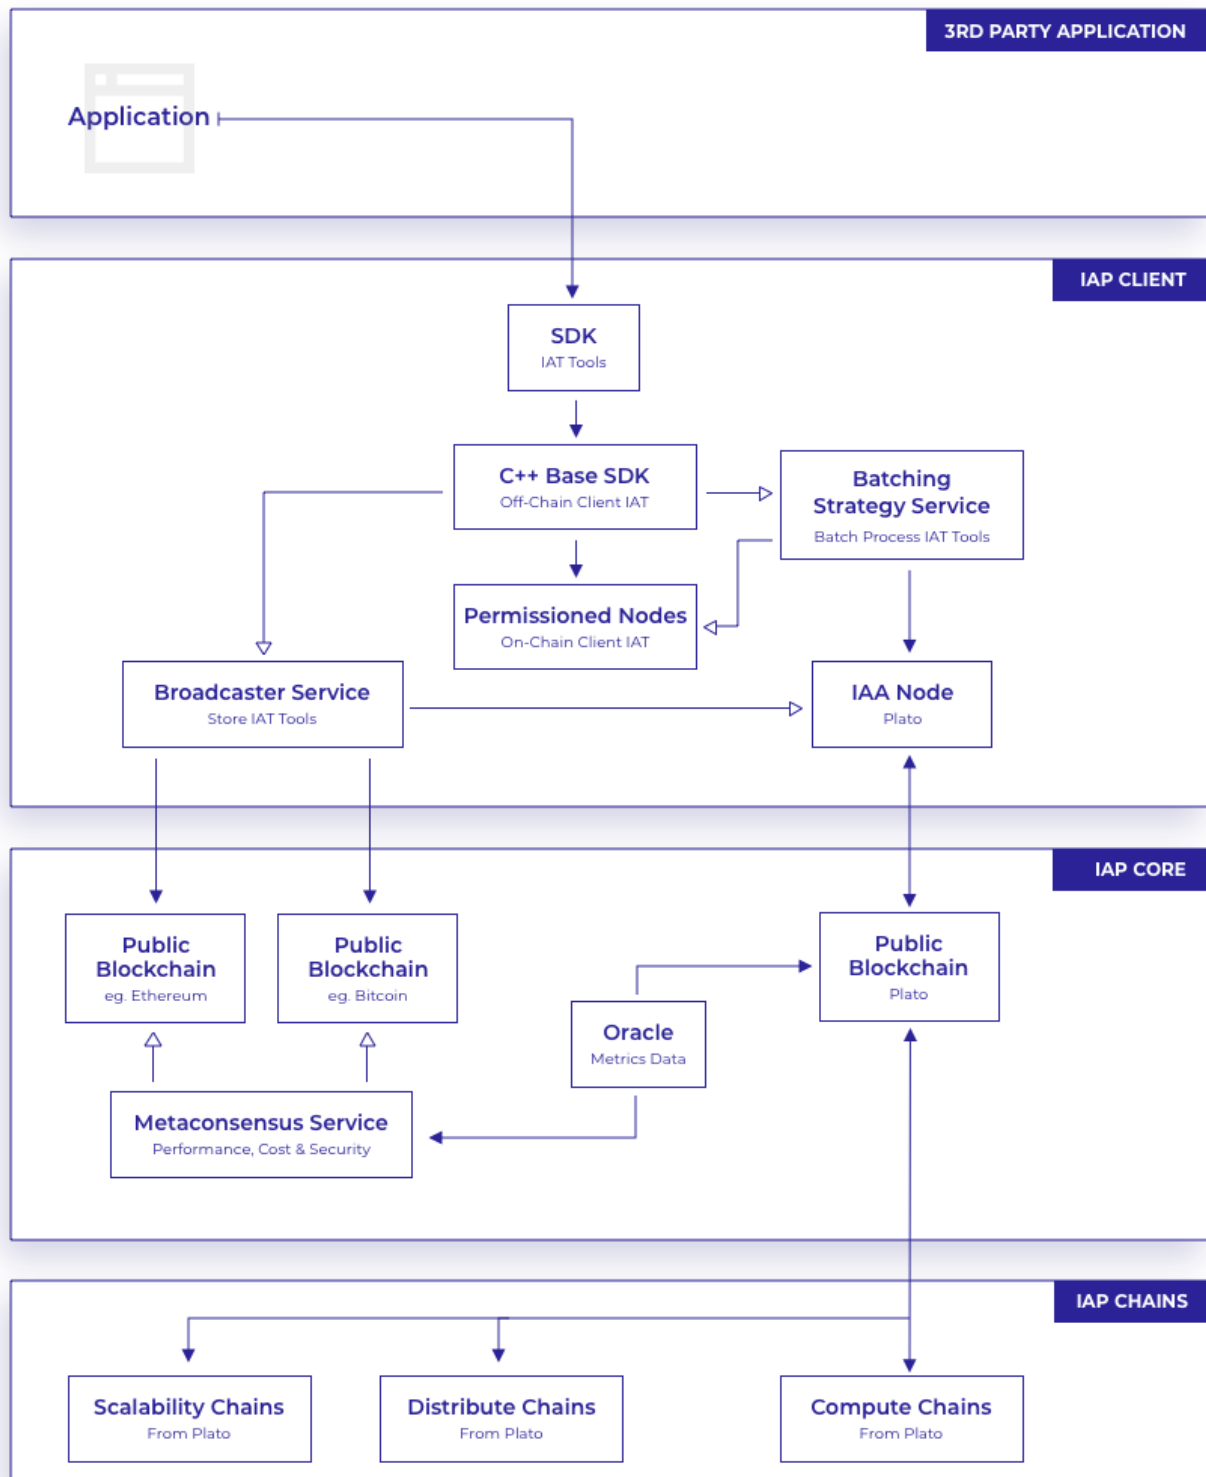 3RD PARTY APPLICATION
Application
IAP CLIENT
SDK
IAT Tools
C++ Base SDK
Off-Chain Client IAT
Batching
Strategy Service
Batch Process IAT Tools
Permissioned Nodes
On-Chain Client IAT
Broadcaster Service
Store IAT Tools
IAA Node
Plato
IAP CORE
Public
Blockchain
eg. Ethereum
Public
Blockchain
eg. Bitcoin
Public
Blockchain
Plato
Oracle
Metrics Data
Metaconsensus Service
Performance, Cost & Security
IAP CHAINS
Scalability Chains
From Plato
Distribute Chains
From Plato
Compute Chains
From Plato